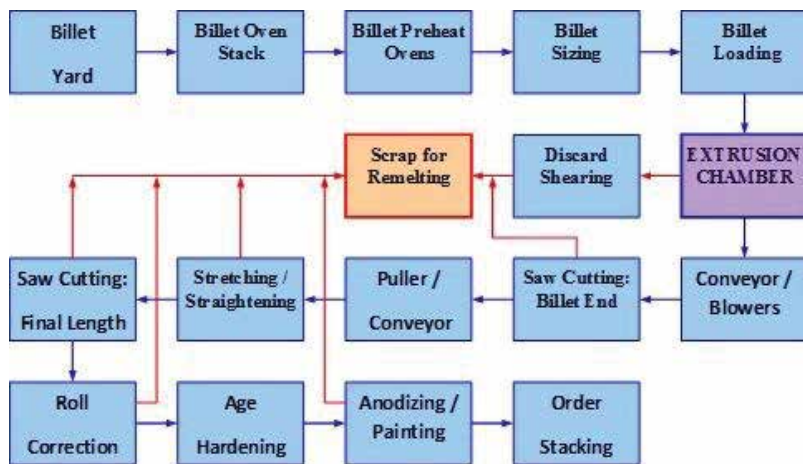 Billet
Yard
Billet Oven
Stack
Billet Preheat
Ovens
Billet
Sizing
Billet
Loading
Scrap for
Remelting
Discard
Shearing
EXTRUSION
CHAMBER
Saw Cutting:
Final Length
Stretching /
Straightening
Puller /
Conveyor
Saw Cutting:
Billet End
Conveyor /
Blowers
Roll
Correction
Age
Hardening
Anodizing /
Painting
Order
Stacking